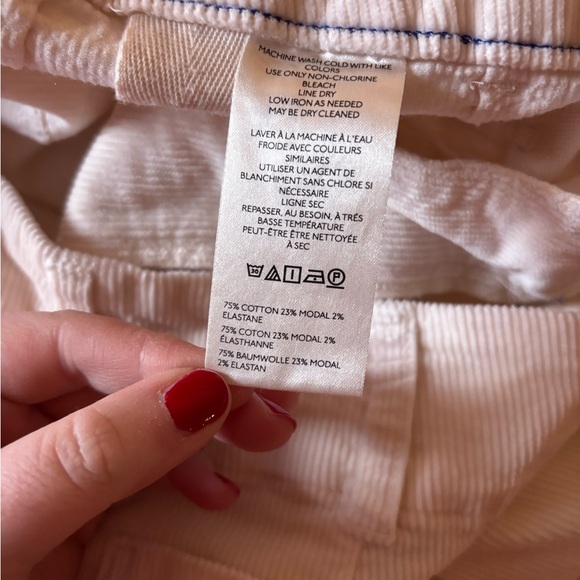 MACHINE WASH COLD WITH LIKE
COLORS
USE ONLY NON-CHLORINE
BLEACH
LINE DRY
LOW IRON AS NEEDED
MAY BE DRY CLEANED
LAVER À LA MACHINE À L'EAU
FROIDE AVEC COULEURS
SIMILAIRES
UTILISER UN AGENT DE
BLANCHIMENT SANS CHLORE SI
NÉCESSAIRE
LIGNE SEC
REPASSER, AU BESOIN, À TRÉS
BASSE TEMPÉRATURE
PEUT-ÊTRE ÊTRE NETTOYÉE
À SEC
30 P
75% COTTON 23% MODAL 2%
ELASTANE
75% COTON 23% MODAL 2%
ÉLASTHANNE
75% BAUMWOLLE 23% MODAL
2% ELASTAN